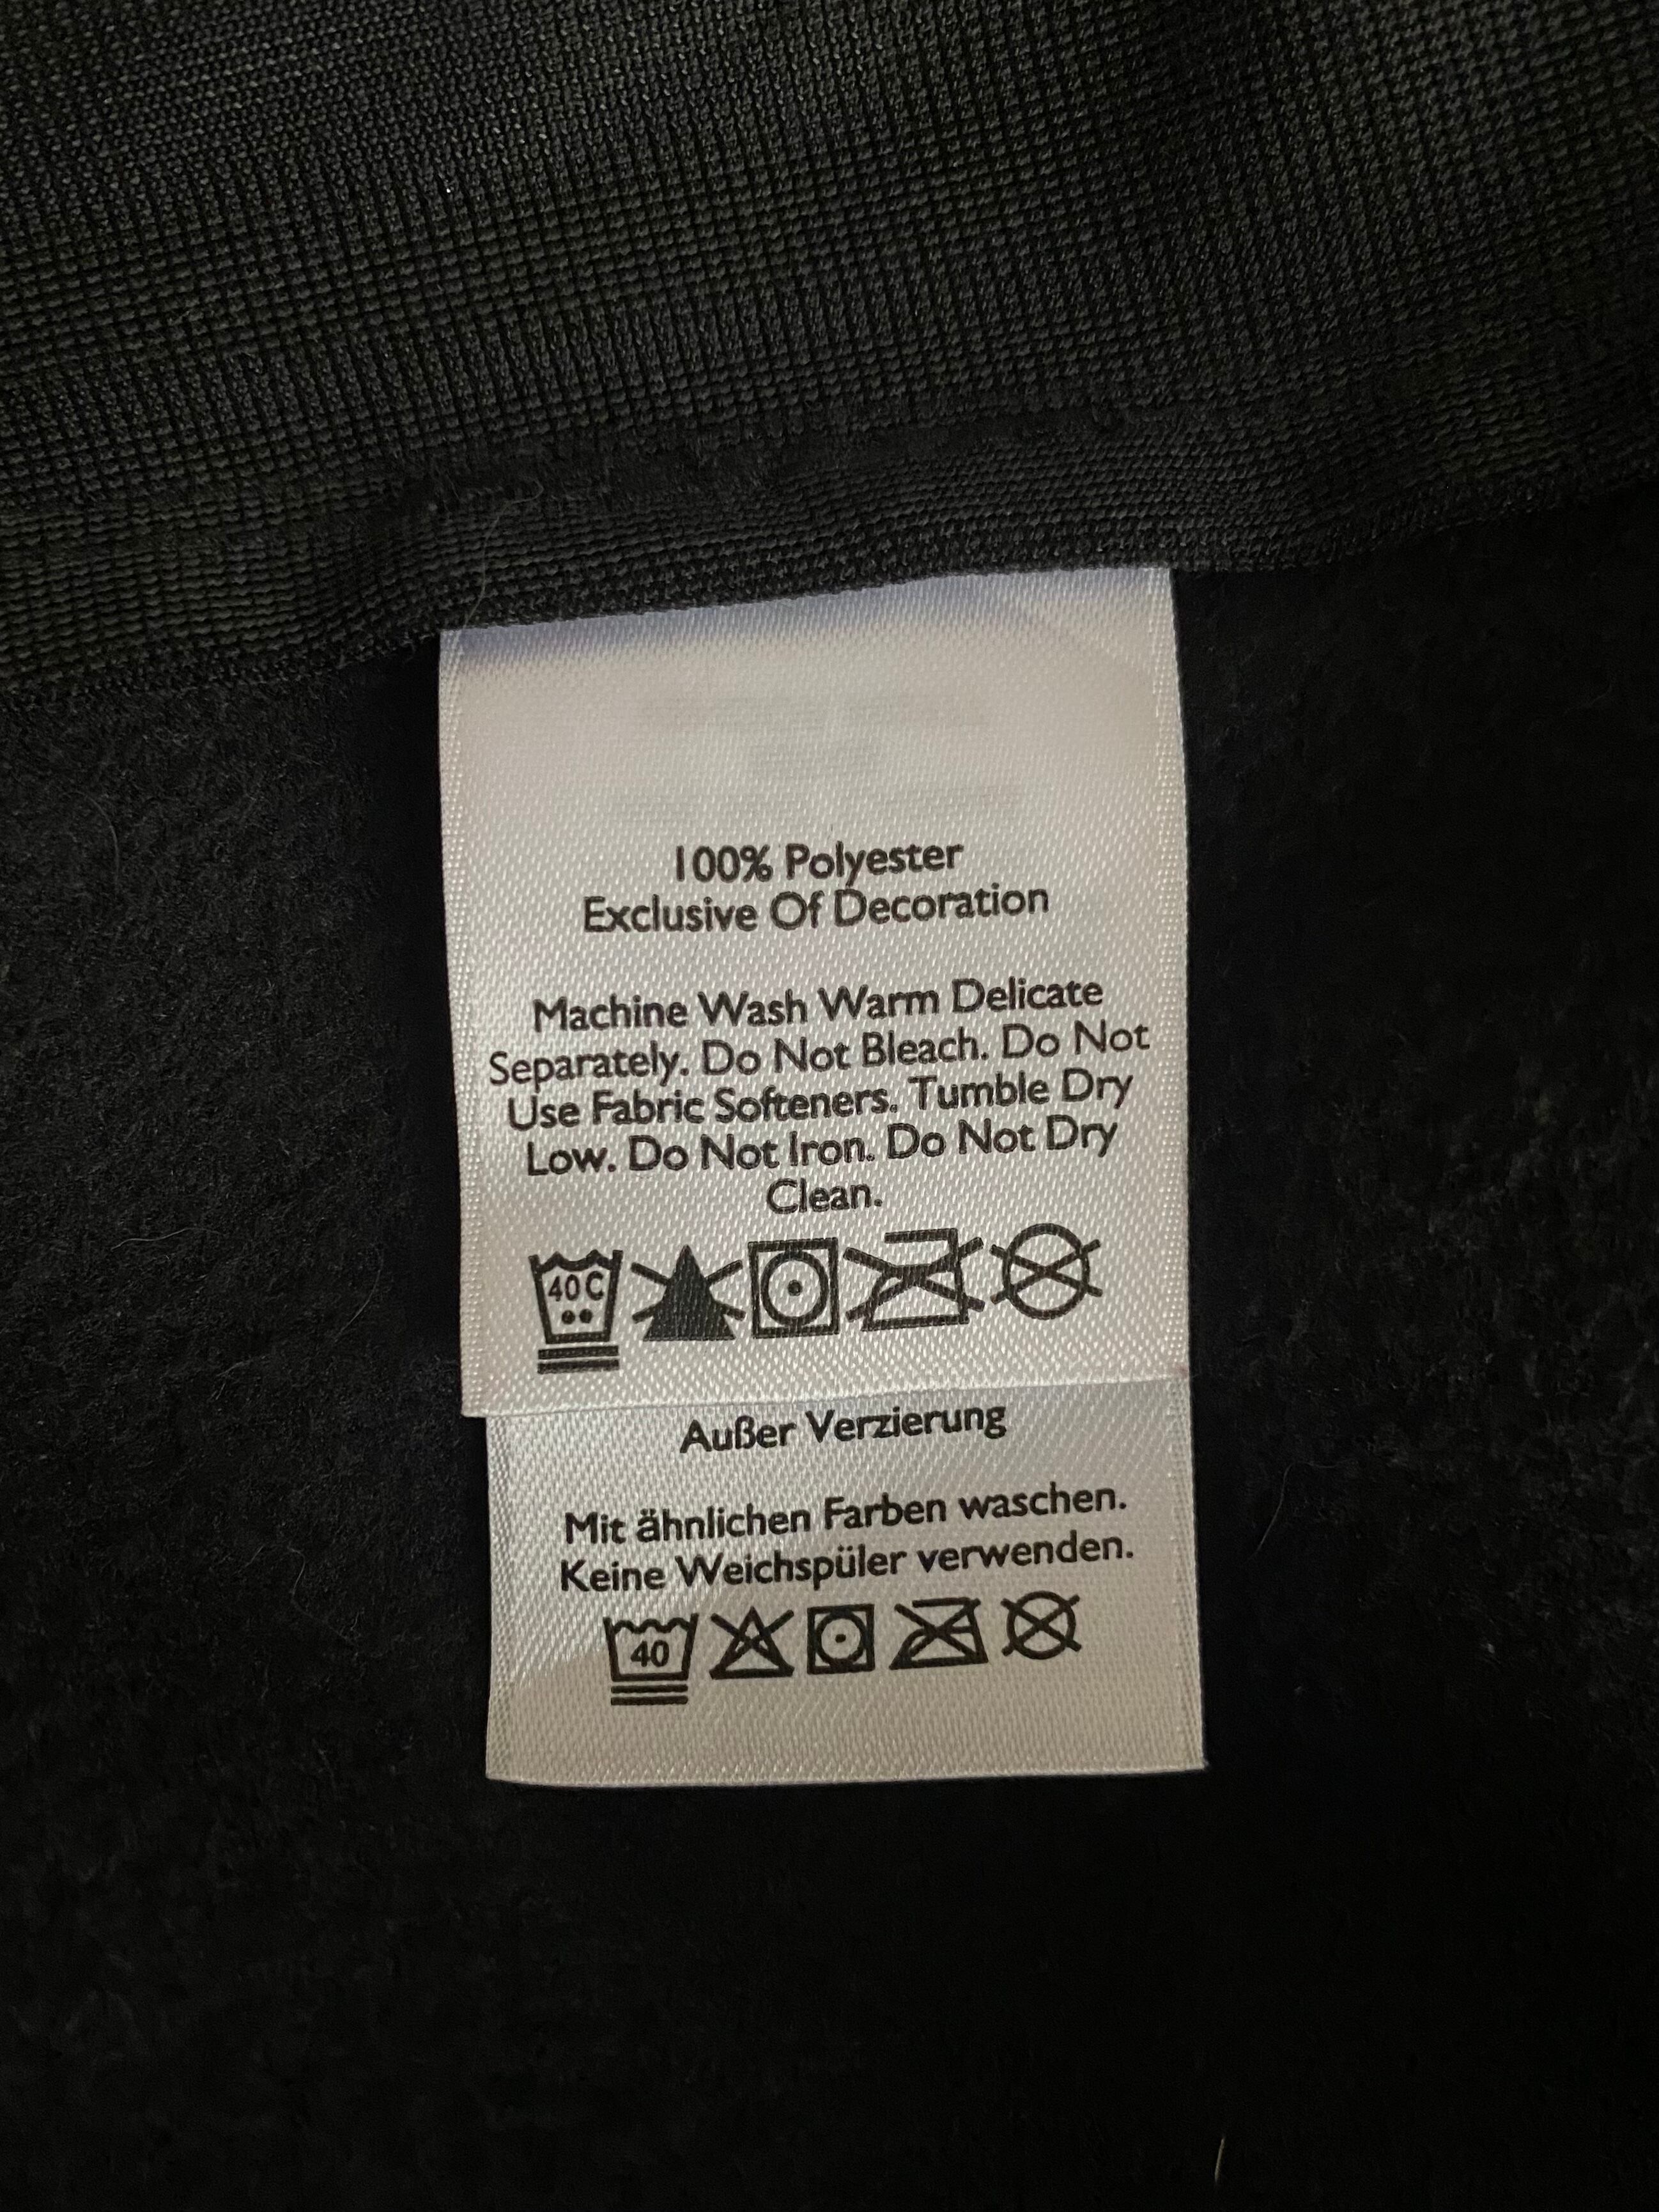 100% Polyester
Exclusive Of Decoration
Machine Wash Warm Delicate
Separately. Do Not Bleach. Do Not
Use Fabric Softeners. Tumble Dry
Low. Do Not Iron. Do Not Dry
Clean.
40C
Außer Verzierung
Mit ähnlichen Farben waschen.
Keine Weichspüler verwenden.
40